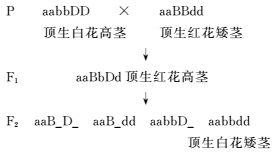 P aabbDD × aaBBdd
顶生白花高茎 顶生红花矮茎
↓
F₁ aaBbDd 顶生红花高茎
↓
F₂ aaB_D_ aaB_dd aabbD_ aabbdd
顶生白花矮茎